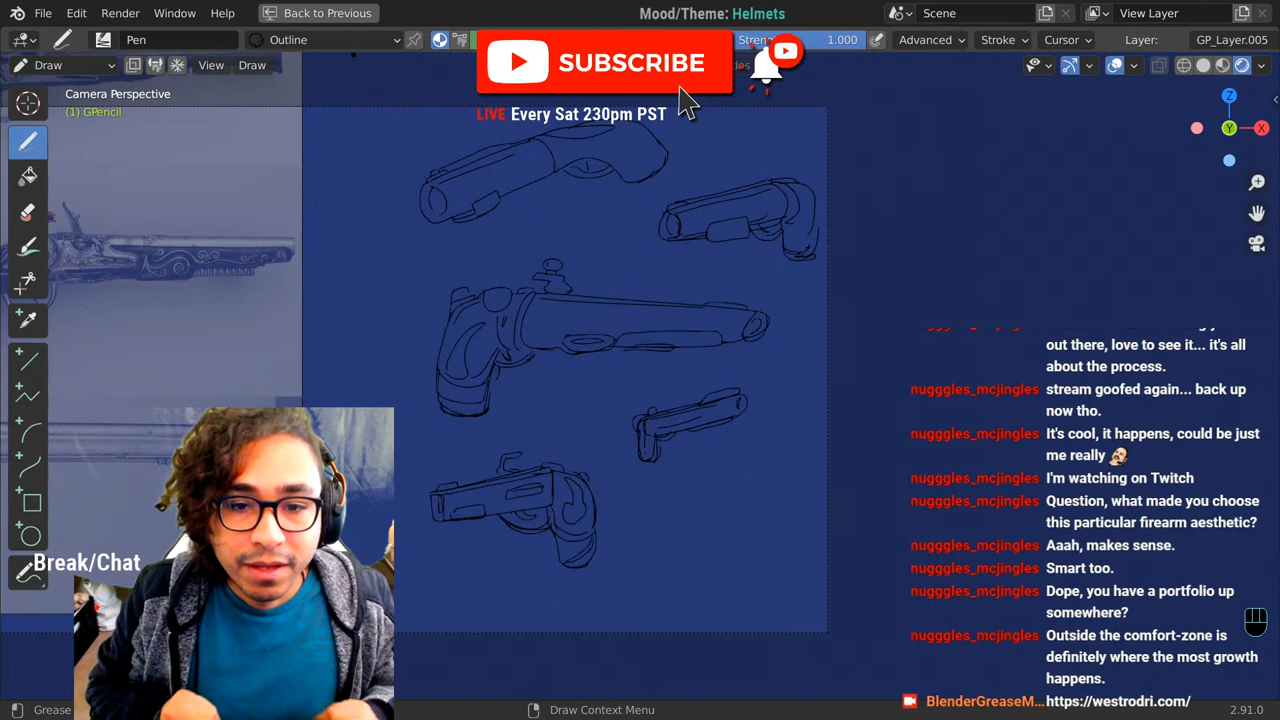 File Edit Render Window Help Back to Previous
Mood/Theme: Helmets
Scene View Layer
Pen Outline
1.000 Advanced Stroke Cursor Layer: GP_Layer.005
Draw View Draw
SUBSCRIBE
LIVE Every Sat 230pm PST
Camera Perspective
(1) GPencil
Z
Y X
out there, love to see it... it's all
about the process.
nugggles_mcjingles stream goofed again... back up
now tho.
nugggles_mcjingles It's cool, it happens, could be just
me really
nugggles_mcjingles I'm watching on Twitch
nugggles_mcjingles Question, what made you choose
this particular firearm aesthetic?
nugggles_mcjingles Aaah, makes sense.
nugggles_mcjingles Smart too.
nugggles_mcjingles Dope, you have a portfolio up
somewhere?
nugggles_mcjingles Outside the comfort-zone is
definitely where the most growth
happens.
BlenderGreaseM... https://westrodri.com/
Break/Chat
Grease Draw Context Menu 2.91.0